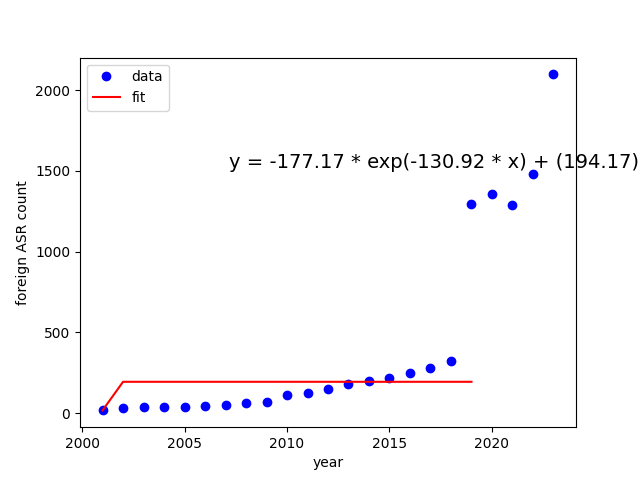 data
fit
y = -177.17 * exp(-130.92 * x) + (194.17)
2000
1500
1000
500
0
foreign ASR count
2000 2005 2010 2015 2020
year